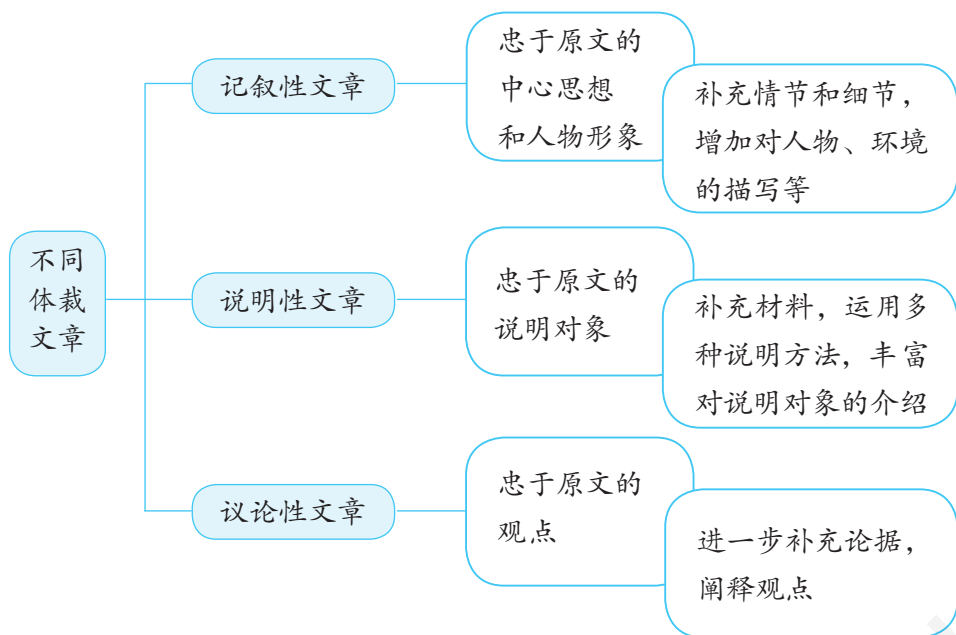 不同
体裁
文章
记叙性文章
忠于原文的
中心思想
和人物形象
补充情节和细节，
增加对人物、环境
的描写等
说明性文章
忠于原文的
说明对象
补充材料，运用多
种说明方法，丰富
对说明对象的介绍
议论性文章
忠于原文的
观点
进一步补充论据，
阐释观点